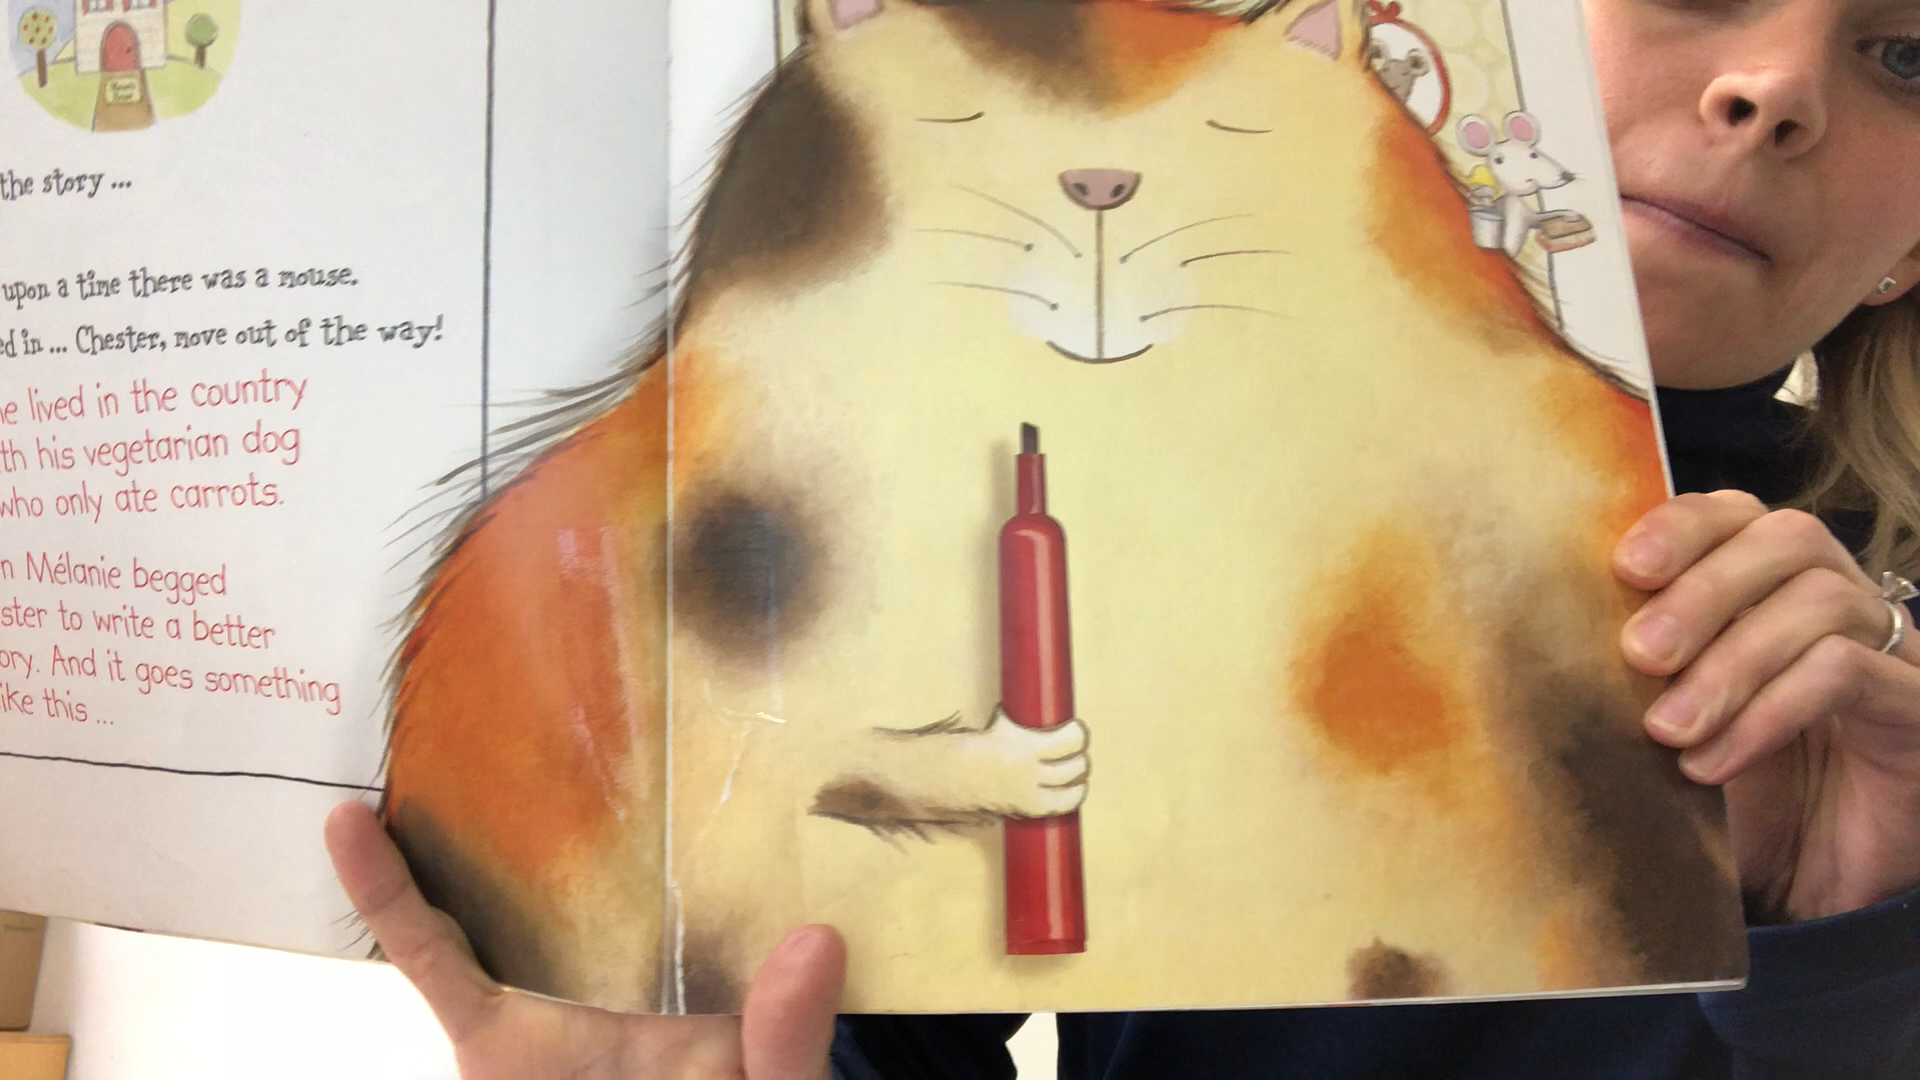 the story ...
upon a time there was a mouse.
ed in ... Chester, move out of the way!
e lived in the country
th his vegetarian dog
who only ate carrots.
n Mélanie begged
ster to write a better
ory. And it goes something
ike this ...